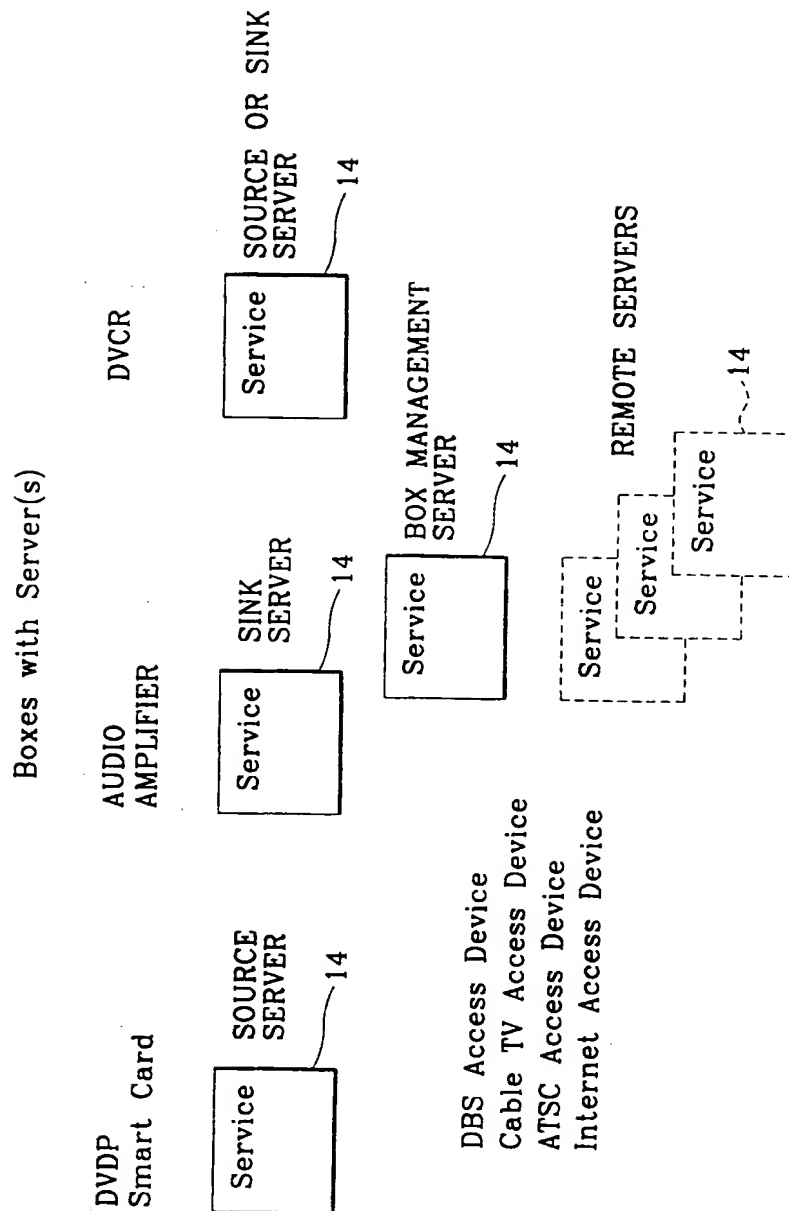 Boxes with Server(s)
DVDP
Smart Card
Service
SOURCE
SERVER
14
AUDIO
AMPLIFIER
Service
SINK
SERVER
14
DVCR
Service
SOURCE OR SINK
SERVER
14
DBS Access Device
Cable TV Access Device
ATSC Access Device
Internet Access Device
Service
BOX MANAGEMENT
SERVER
14
Service
Service
Service
REMOTE SERVERS
14